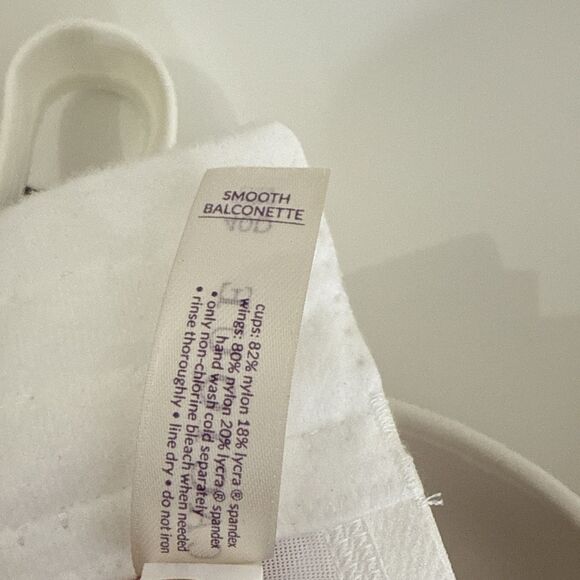 SMOOTH
BALCONETTE
cups: 82% nylon 18% lycra ® spandex
wings: 80% nylon 20% lycra ® spandex
hand wash cold separately
• only non-chlorine bleach when needed
• rinse thoroughly • line dry • do not iron